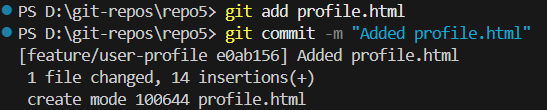 PS D:\git-repos\repo5> git add profile.html
PS D:\git-repos\repo5> git commit -m "Added profile.html"
[feature/user-profile e0ab156] Added profile.html
 1 file changed, 14 insertions(+)
 create mode 100644 profile.html